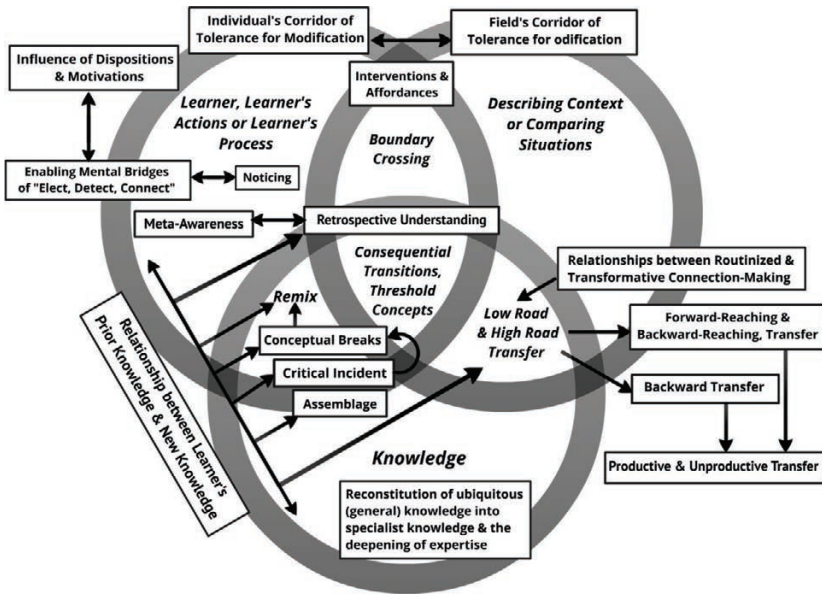 Individual's Corridor of
Tolerance for Modification
Field's Corridor of
Tolerance for odification
Influence of Dispositions
& Motivations
Interventions &
Affordances
Learner, Learner's
Actions or Learner's
Process
Describing Context
or Comparing
Situations
Boundary
Crossing
Enabling Mental Bridges
of "Elect, Detect, Connect"
Noticing
Meta-Awareness
Retrospective Understanding
Consequential
Transitions,
Threshold
Concepts
Relationships between Routinized &
Transformative Connection-Making
Remix
Low Road
& High Road
Transfer
Forward-Reaching &
Backward-Reaching, Transfer
Conceptual Breaks
Critical Incident
Assemblage
Backward Transfer
Relationship between Learner's
Prior Knowledge & New Knowledge
Knowledge
Productive & Unproductive Transfer
Reconstitution of ubiquitous
(general) knowledge into
specialist knowledge & the
deepening of expertise